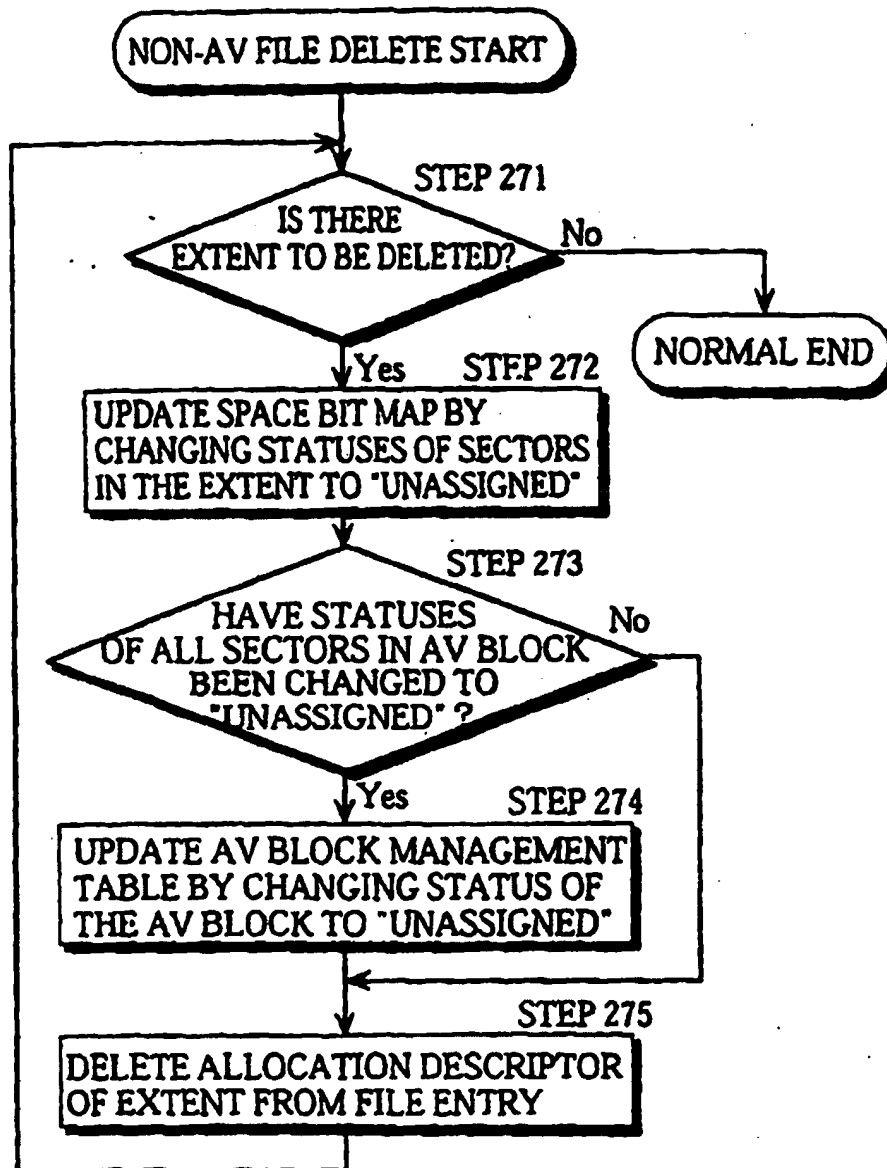 NON-AV FILE DELETE START
STEP 271
IS THERE
EXTENT TO BE DELETED?
No
NORMAL END
Yes
STEP 272
UPDATE SPACE BIT MAP BY
CHANGING STATUSES OF SECTORS
IN THE EXTENT TO "UNASSIGNED"
STEP 273
HAVE STATUSES
OF ALL SECTORS IN AV BLOCK
BEEN CHANGED TO
"UNASSIGNED" ?
No
Yes
STEP 274
UPDATE AV BLOCK MANAGEMENT
TABLE BY CHANGING STATUS OF
THE AV BLOCK TO "UNASSIGNED"
STEP 275
DELETE ALLOCATION DESCRIPTOR
OF EXTENT FROM FILE ENTRY